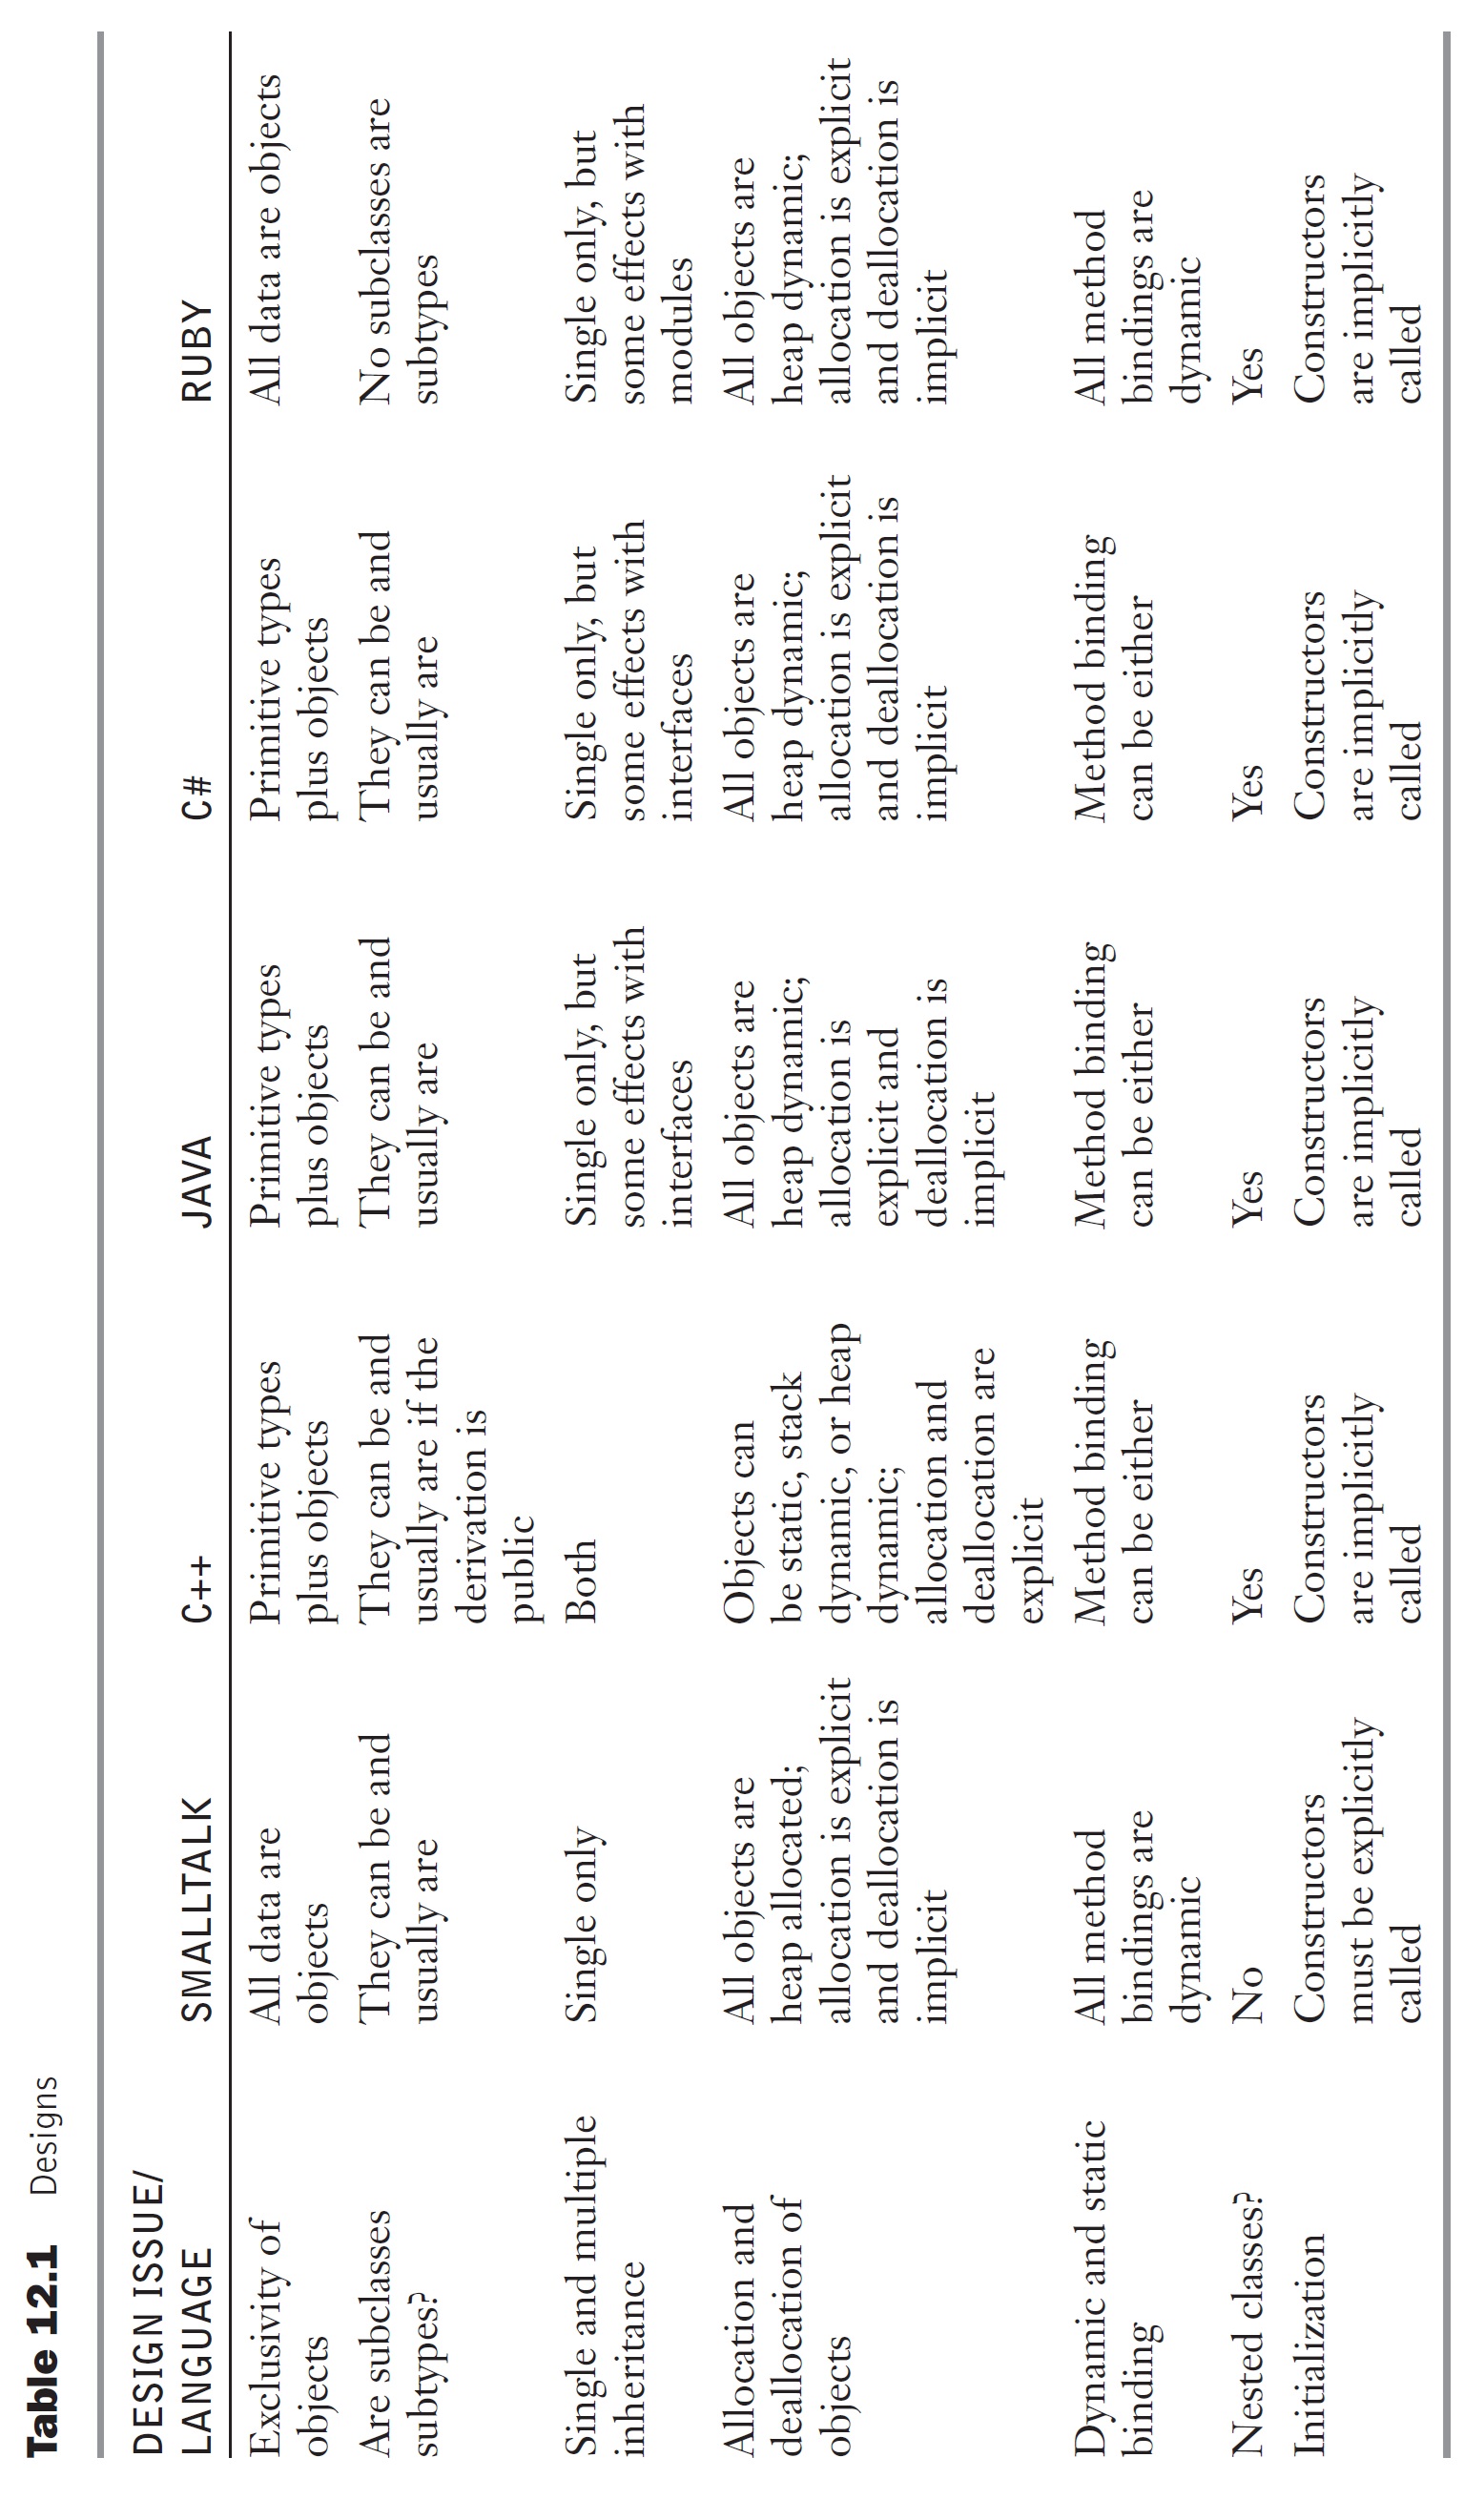 Table 12.1 Designs
DESIGN ISSUE/
LANGUAGE SMALLTALK C++ JAVA C# RUBY
Exclusivity of All data are Primitive types Primitive types Primitive types All data are objects
objects objects plus objects plus objects plus objects
Are subclasses They can be and They can be and They can be and They can be and No subclasses are
subtypes? usually are usually are if the usually are usually are subtypes
derivation is
public
Single and multiple Single only Both Single only, but Single only, but Single only, but
inheritance some effects with some effects with some effects with
interfaces interfaces modules
Allocation and All objects are Objects can All objects are All objects are All objects are
deallocation of heap allocated; be static, stack heap dynamic; heap dynamic; heap dynamic;
objects allocation is explicit dynamic, or heap allocation is allocation is explicit allocation is explicit
and deallocation is dynamic; explicit and and deallocation is and deallocation is
implicit allocation and deallocation is implicit implicit
deallocation are implicit
explicit
Dynamic and static All method Method binding Method binding Method binding All method
binding bindings are can be either can be either can be either bindings are
dynamic dynamic
Nested classes? No Yes Yes Yes Yes
Initialization Constructors Constructors Constructors Constructors Constructors
must be explicitly are implicitly are implicitly are implicitly are implicitly
called called called called called